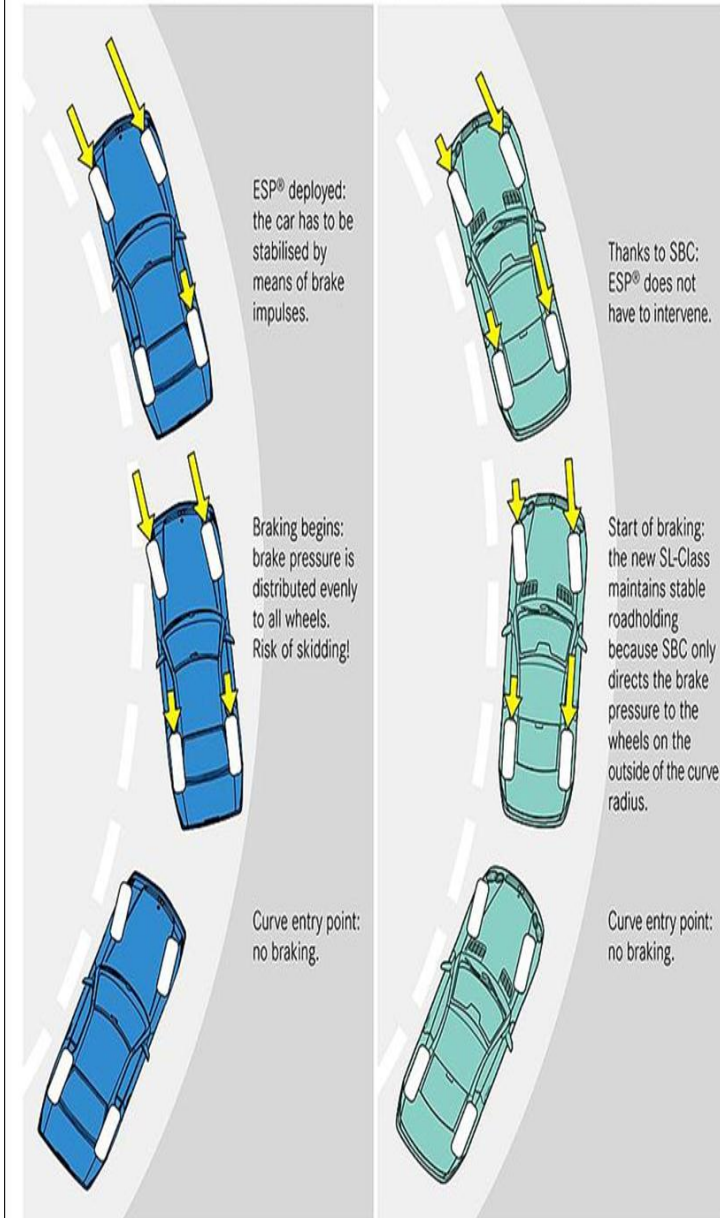 ESP® deployed:
the car has to be
stabilised by
means of brake
impulses.
Braking begins:
brake pressure is
distributed evenly
to all wheels.
Risk of skidding!
Curve entry point:
no braking.
Thanks to SBC:
ESP® does not
have to intervene.
Start of braking:
the new SL-Class
maintains stable
roadholding
because SBC only
directs the brake
pressure to the
wheels on the
outside of the curve
radius.
Curve entry point:
no braking.